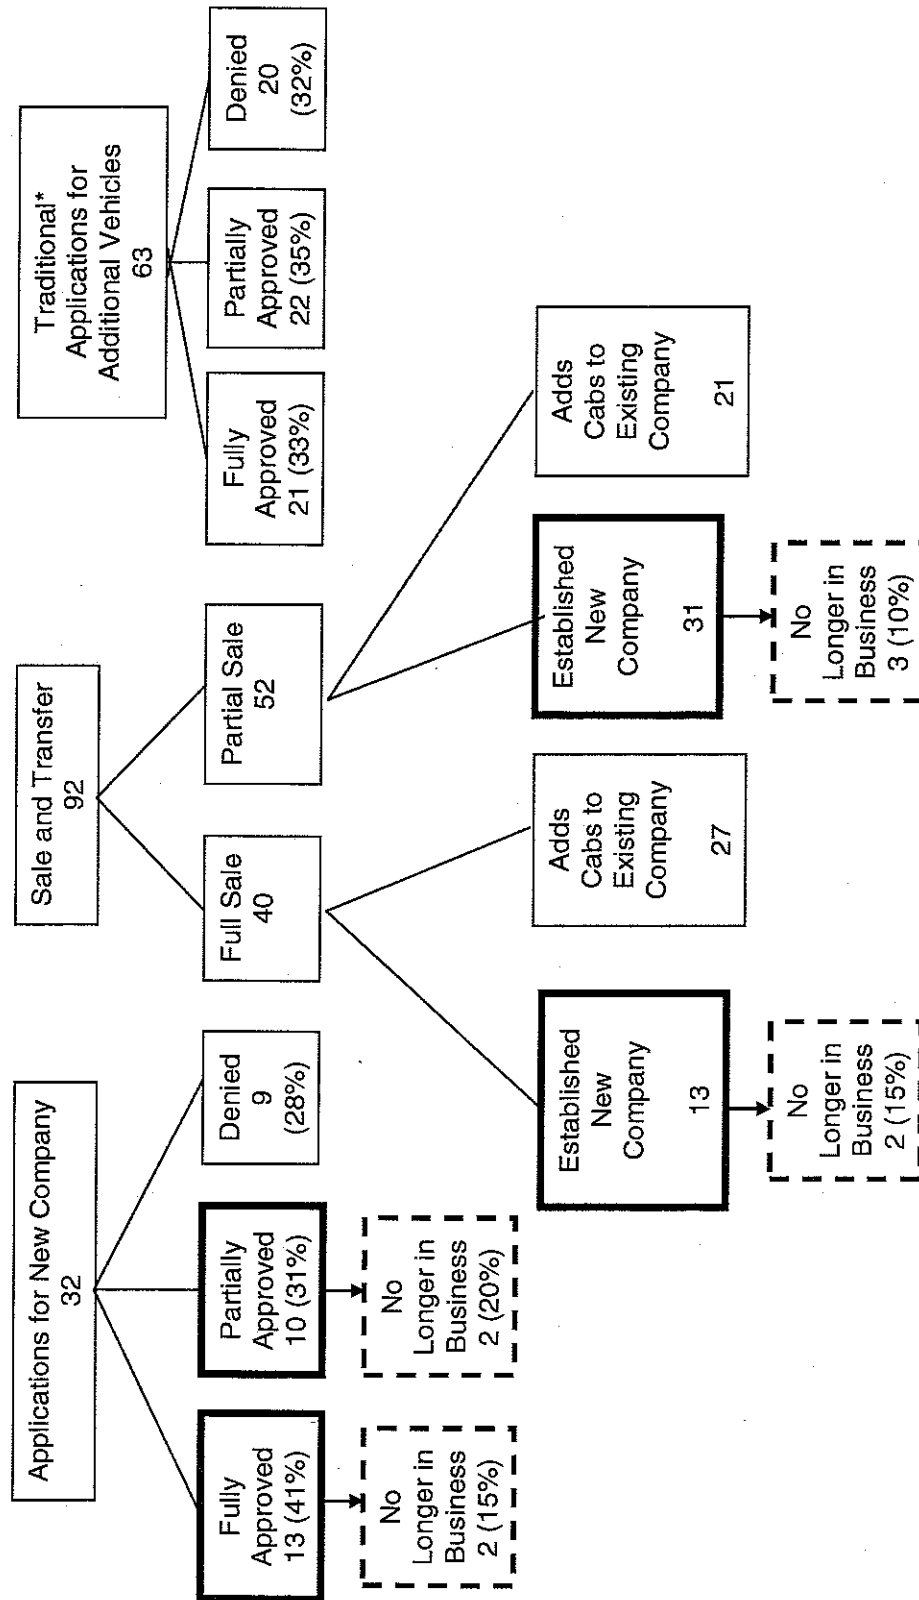 Applications for New Company
32
Fully
Approved
13 (41%)
No
Longer in
Business
2 (15%)
Partially
Approved
10 (31%)
No
Longer in
Business
2 (20%)
Denied
9
(28%)
Sale and Transfer
92
Full Sale
40
Established
New
Company
13
No
Longer in
Business
2 (15%)
Adds
Cabs to
Existing
Company
27
Partial Sale
52
Established
New
Company
31
No
Longer in
Business
3 (10%)
Adds
Cabs to
Existing
Company
21
Traditional*
Applications for
Additional Vehicles
63
Fully
Approved
21 (33%)
Partially
Approved
22 (35%)
Denied
20
(32%)